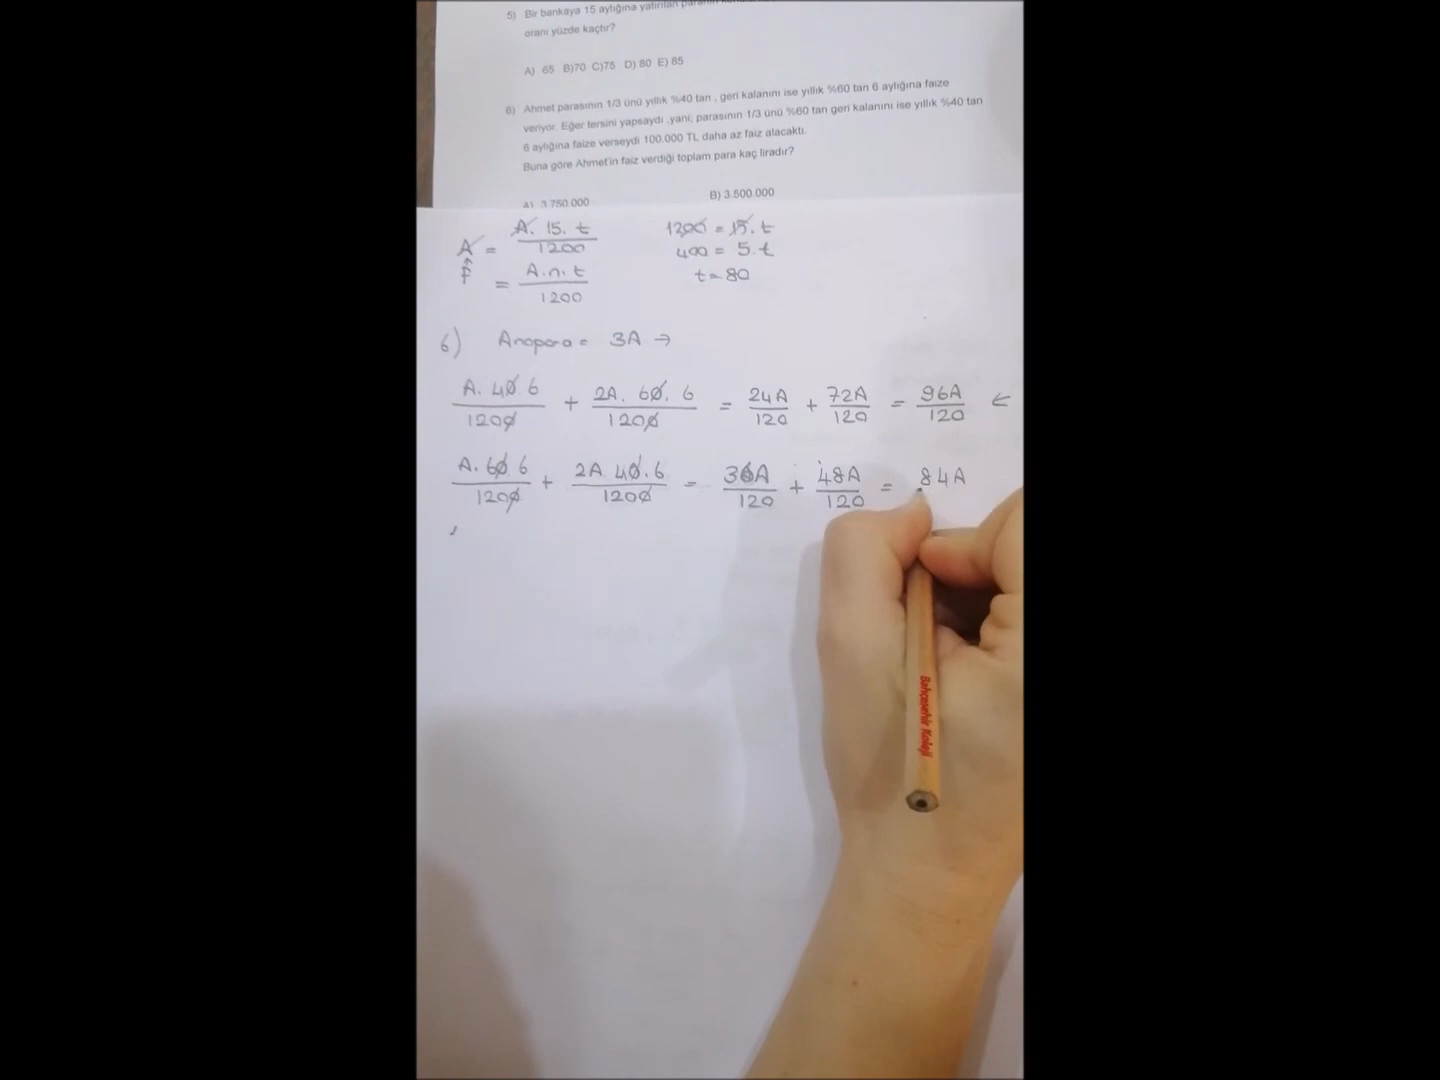 5) Bir bankaya 15 aylığına yatırılan paranın
oranı yüzde kaçtır?
A) 65 B)70 C)75 D) 80 E) 85
6) Ahmet parasının 1/3 ünü yıllık %40 tan , geri kalanını ise yıllık %60 tan 6 aylığına faize
veriyor. Eğer tersini yapsaydı ,yani, parasının 1/3 ünü %60 tan geri kalanını ise yıllık %40 tan
6 aylığına faize verseydi 100.000 TL daha az faiz alacaktı.
Buna göre Ahmet'in faiz verdiği toplam para kaç liradır?
A) 3.750.000 B) 3.500.000
A = A. 15. t / 1200
F = A.n.t / 1200
1200 = 15.t
400 = 5.t
t = 80
6) Anapara = 3A →
A. 40 6 / 1200 + 2A. 60. 6 / 1200 = 24A / 120 + 72A / 120 = 96A / 120 ←
A. 60 6 / 1200 + 2A 40.6 / 1200 = 36A / 120 + 48A / 120 = 84A
Bahçeşehir Koleji